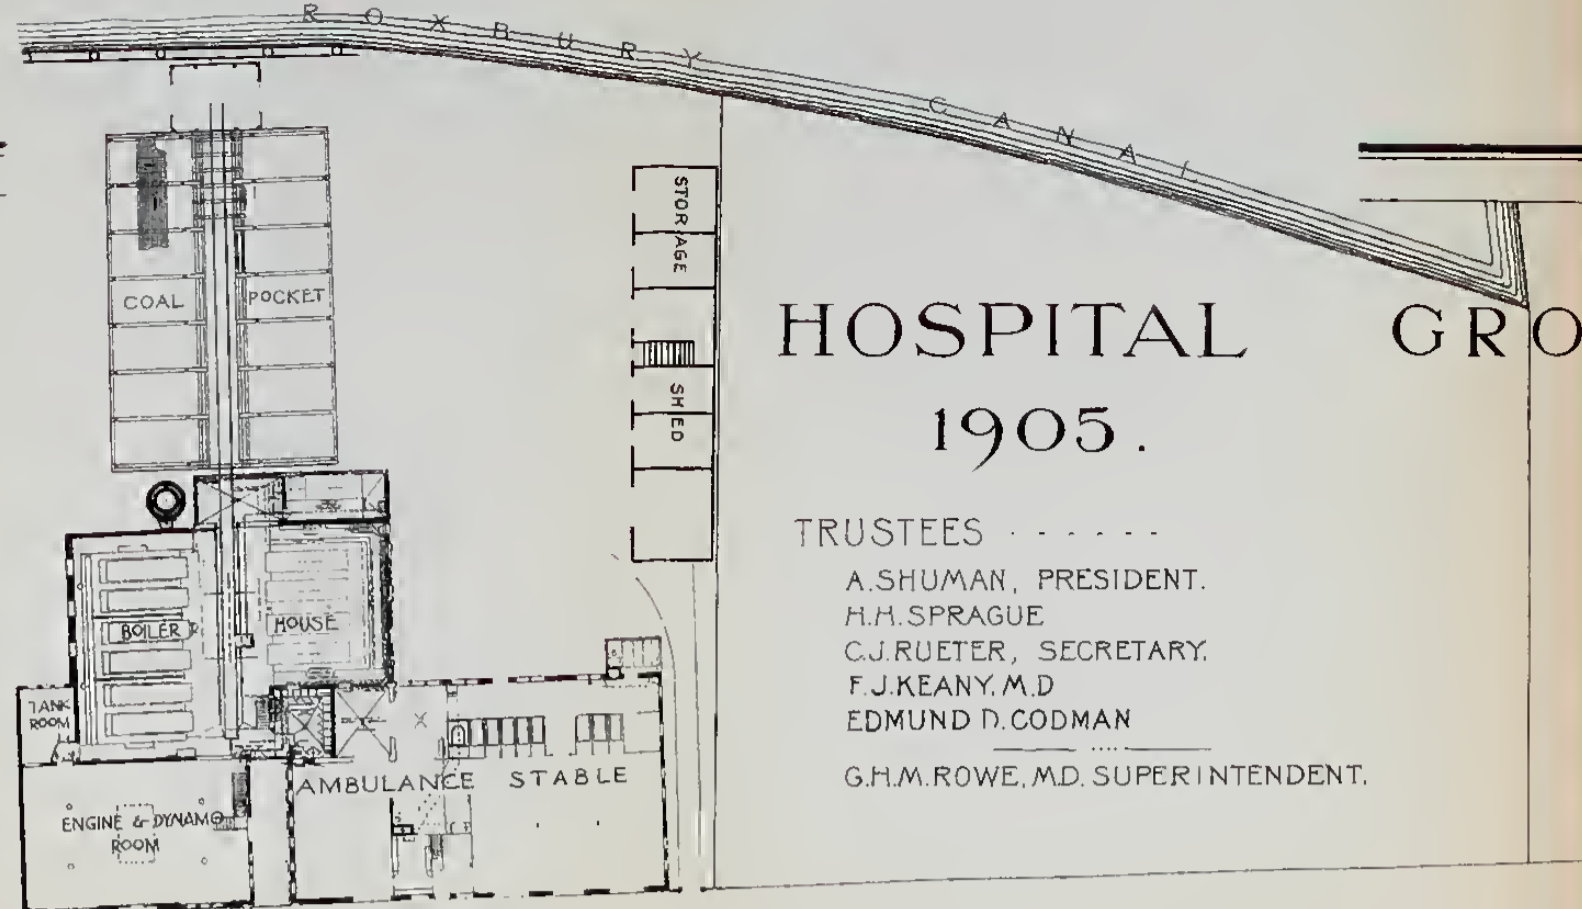 ROXBURY CANAL
STORAGE
SHED
COAL POCKET
HOSPITAL GRO
1905.
TRUSTEES ······
A.SHUMAN, PRESIDENT.
H.H.SPRAGUE
C.J.RUETER, SECRETARY.
F.J.KEANY.M.D
EDMUND D.CODMAN
G.H.M.ROWE,M.D. SUPERINTENDENT.
BOILER HOUSE
TANK
ROOM
AMBULANCE STABLE
ENGINE & DYNAMO
ROOM